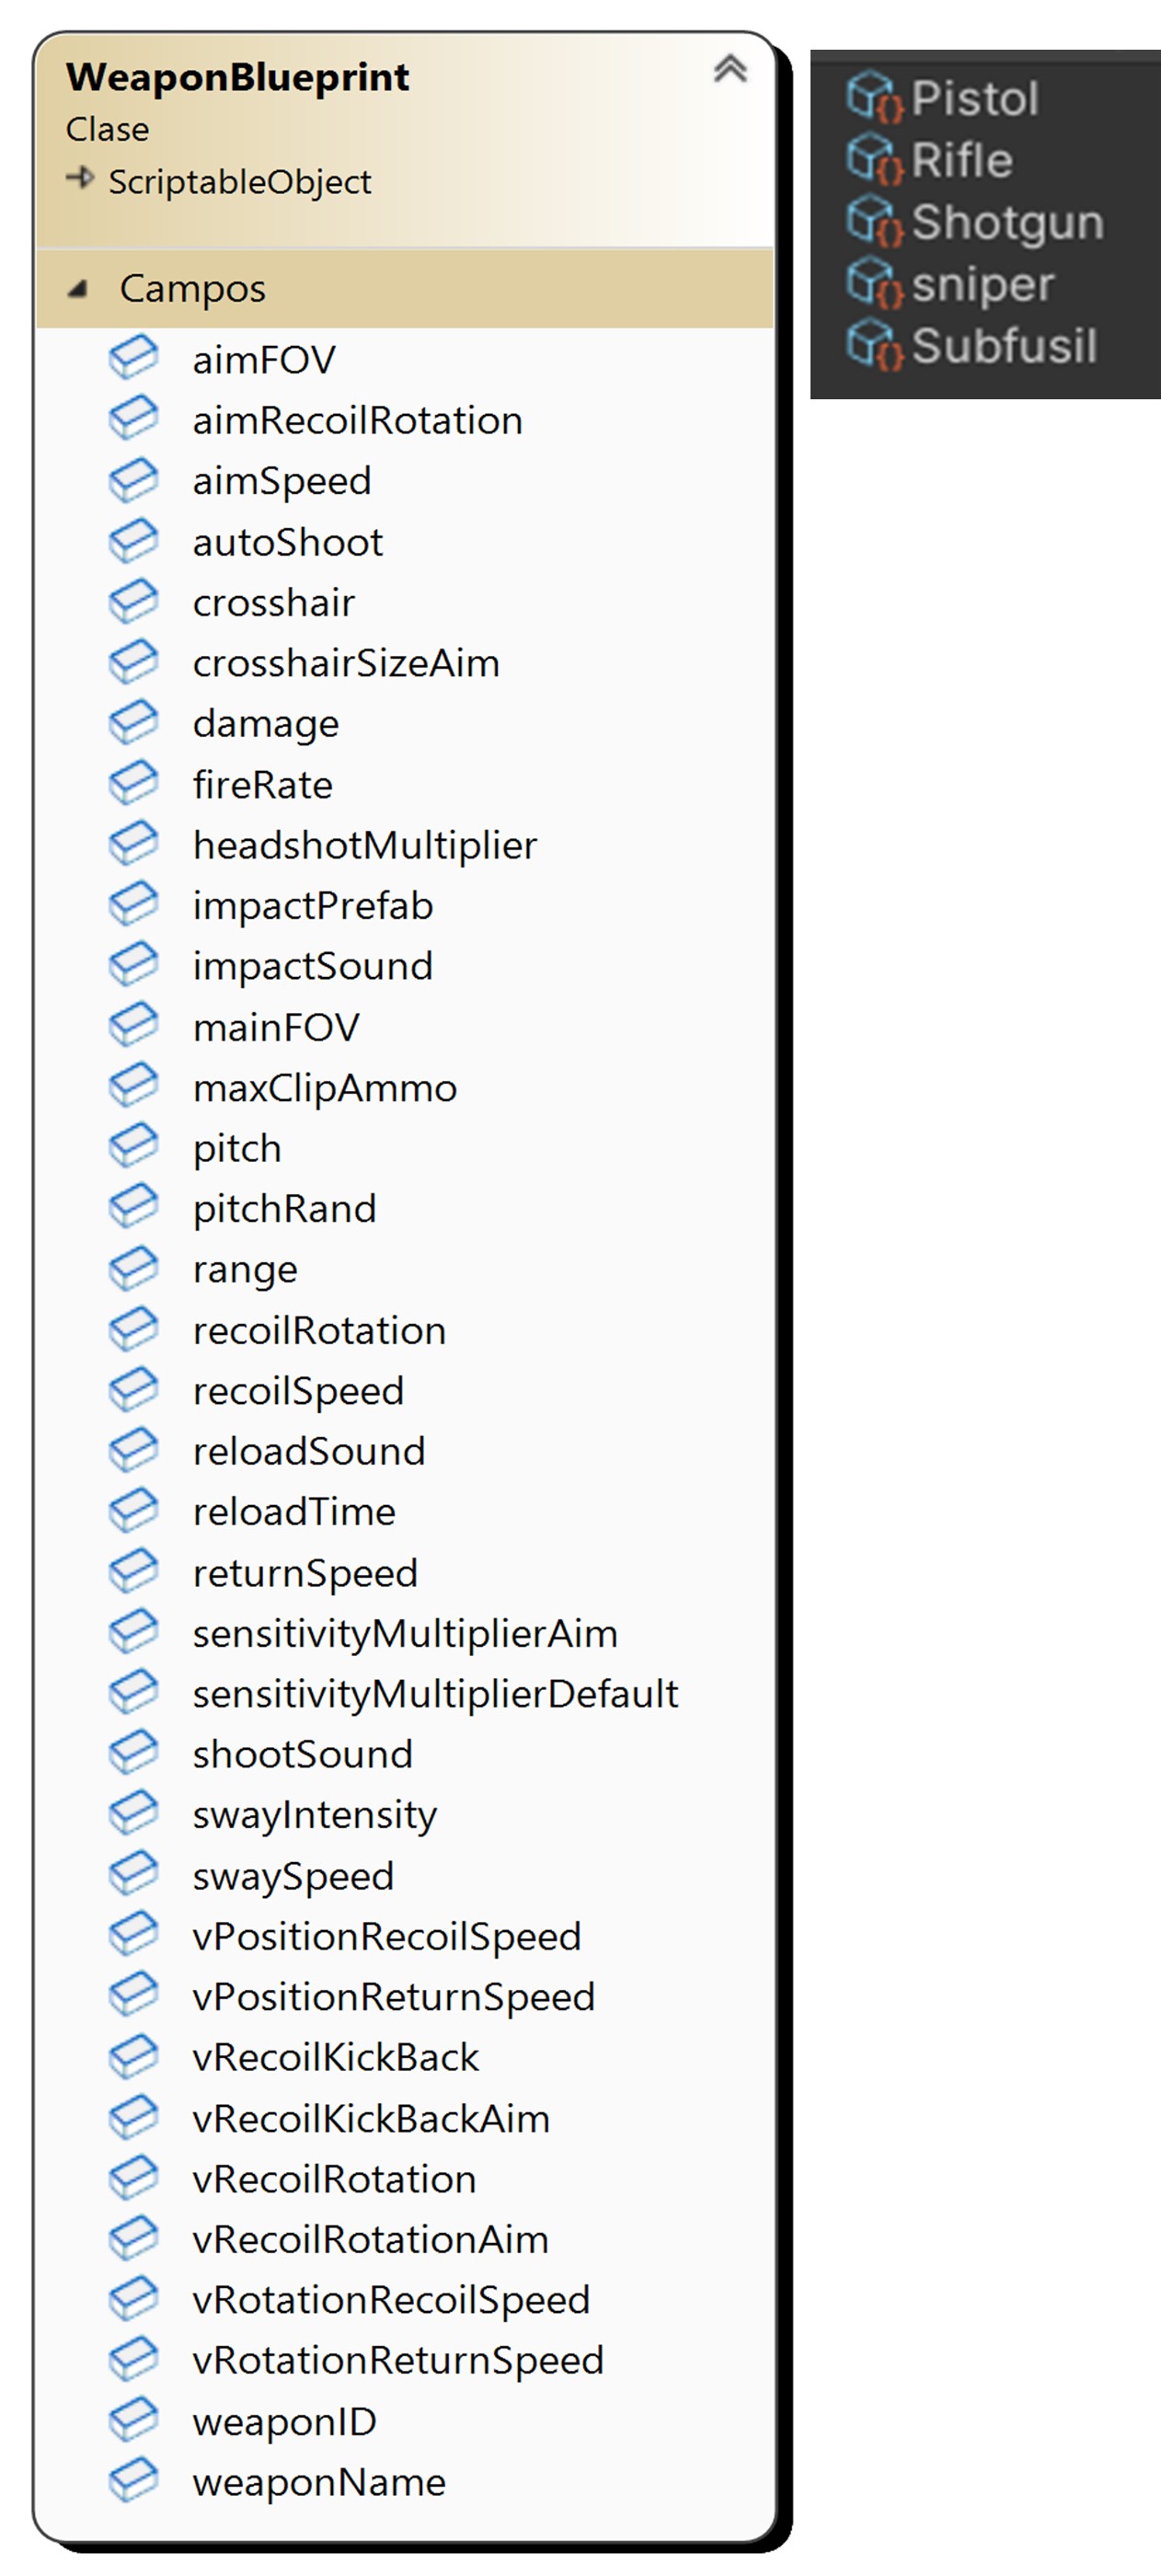 WeaponBlueprint
Clase
ScriptableObject
Campos
aimFOV
aimRecoilRotation
aimSpeed
autoShoot
crosshair
crosshairSizeAim
damage
fireRate
headshotMultiplier
impactPrefab
impactSound
mainFOV
maxClipAmmo
pitch
pitchRand
range
recoilRotation
recoilSpeed
reloadSound
reloadTime
returnSpeed
sensitivityMultiplierAim
sensitivityMultiplierDefault
shootSound
swayIntensity
swaySpeed
vPositionRecoilSpeed
vPositionReturnSpeed
vRecoilKickBack
vRecoilKickBackAim
vRecoilRotation
vRecoilRotationAim
vRotationRecoilSpeed
vRotationReturnSpeed
weaponID
weaponName
Pistol
Rifle
Shotgun
sniper
Subfusil